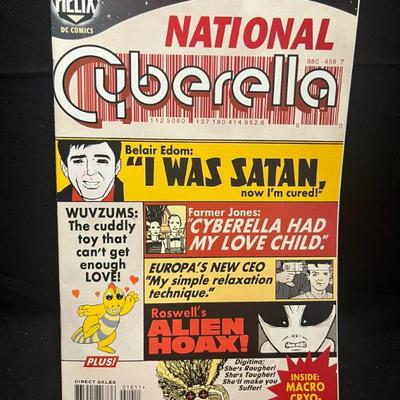 HELIX
DC COMICS
NATIONAL
Cyberella
980 456 7
112 5060 137 180 414 952 8 6 0
Belair Edom:
"I WAS SATAN,
now I'm cured!"
WUVZUMS:
The cuddly
toy that
can't get
enough
LOVE!
Farmer Jones:
"CYBERELLA HAD
MY LOVE CHILD."
EUROPA'S NEW CEO
"My simple relaxation
technique."
Roswell's
ALIEN
HOAX!
PLUS!
Digitina:
She's Rougher!
She's Tougher!
She'll make you
Suffer!
INSIDE:
MACRO
CRYO-
DIRECT SALES
01011